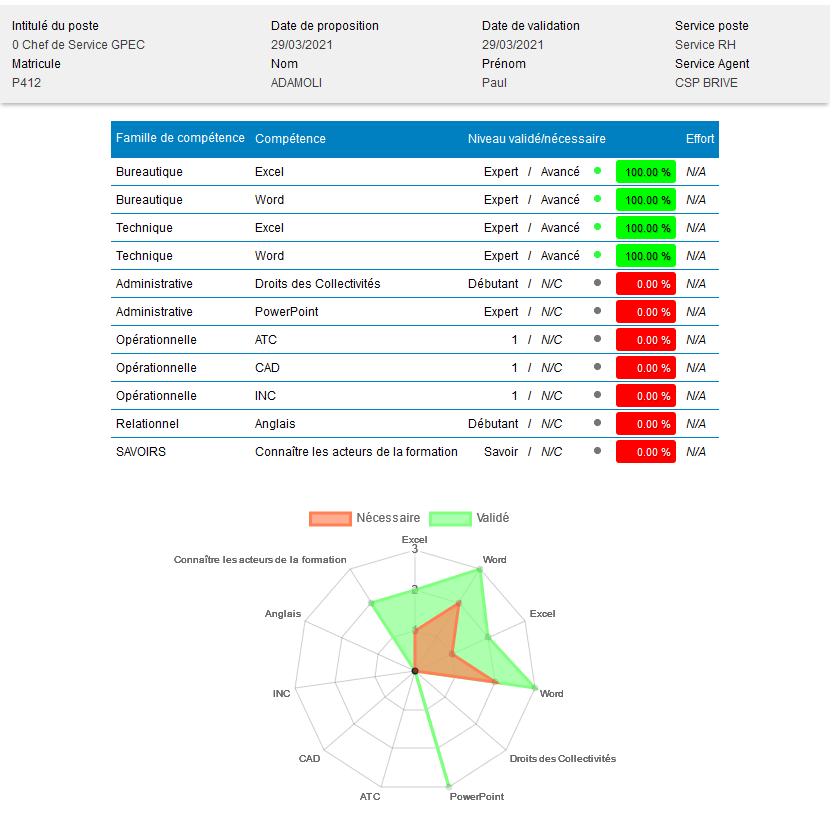 Intitulé du poste Date de proposition Date de validation Service poste
0 Chef de Service GPEC 29/03/2021 29/03/2021 Service RH
Matricule Nom Prénom Service Agent
P412 ADAMOLI Paul CSP BRIVE
Famille de compétence Compétence Niveau validé/nécessaire Effort
Bureautique Excel Expert / Avancé 100.00 % N/A
Bureautique Word Expert / Avancé 100.00 % N/A
Technique Excel Expert / Avancé 100.00 % N/A
Technique Word Expert / Avancé 100.00 % N/A
Administrative Droits des Collectivités Débutant / N/C 0.00 % N/A
Administrative PowerPoint Expert / N/C 0.00 % N/A
Opérationnelle ATC 1 / N/C 0.00 % N/A
Opérationnelle CAD 1 / N/C 0.00 % N/A
Opérationnelle INC 1 / N/C 0.00 % N/A
Relationnel Anglais Débutant / N/C 0.00 % N/A
SAVOIRS Connaître les acteurs de la formation Savoir / N/C 0.00 % N/A
Nécessaire Validé
Excel
3
Connaître les acteurs de la formation Word
2
Anglais Excel
1
INC Word
CAD Droits des Collectivités
ATC PowerPoint